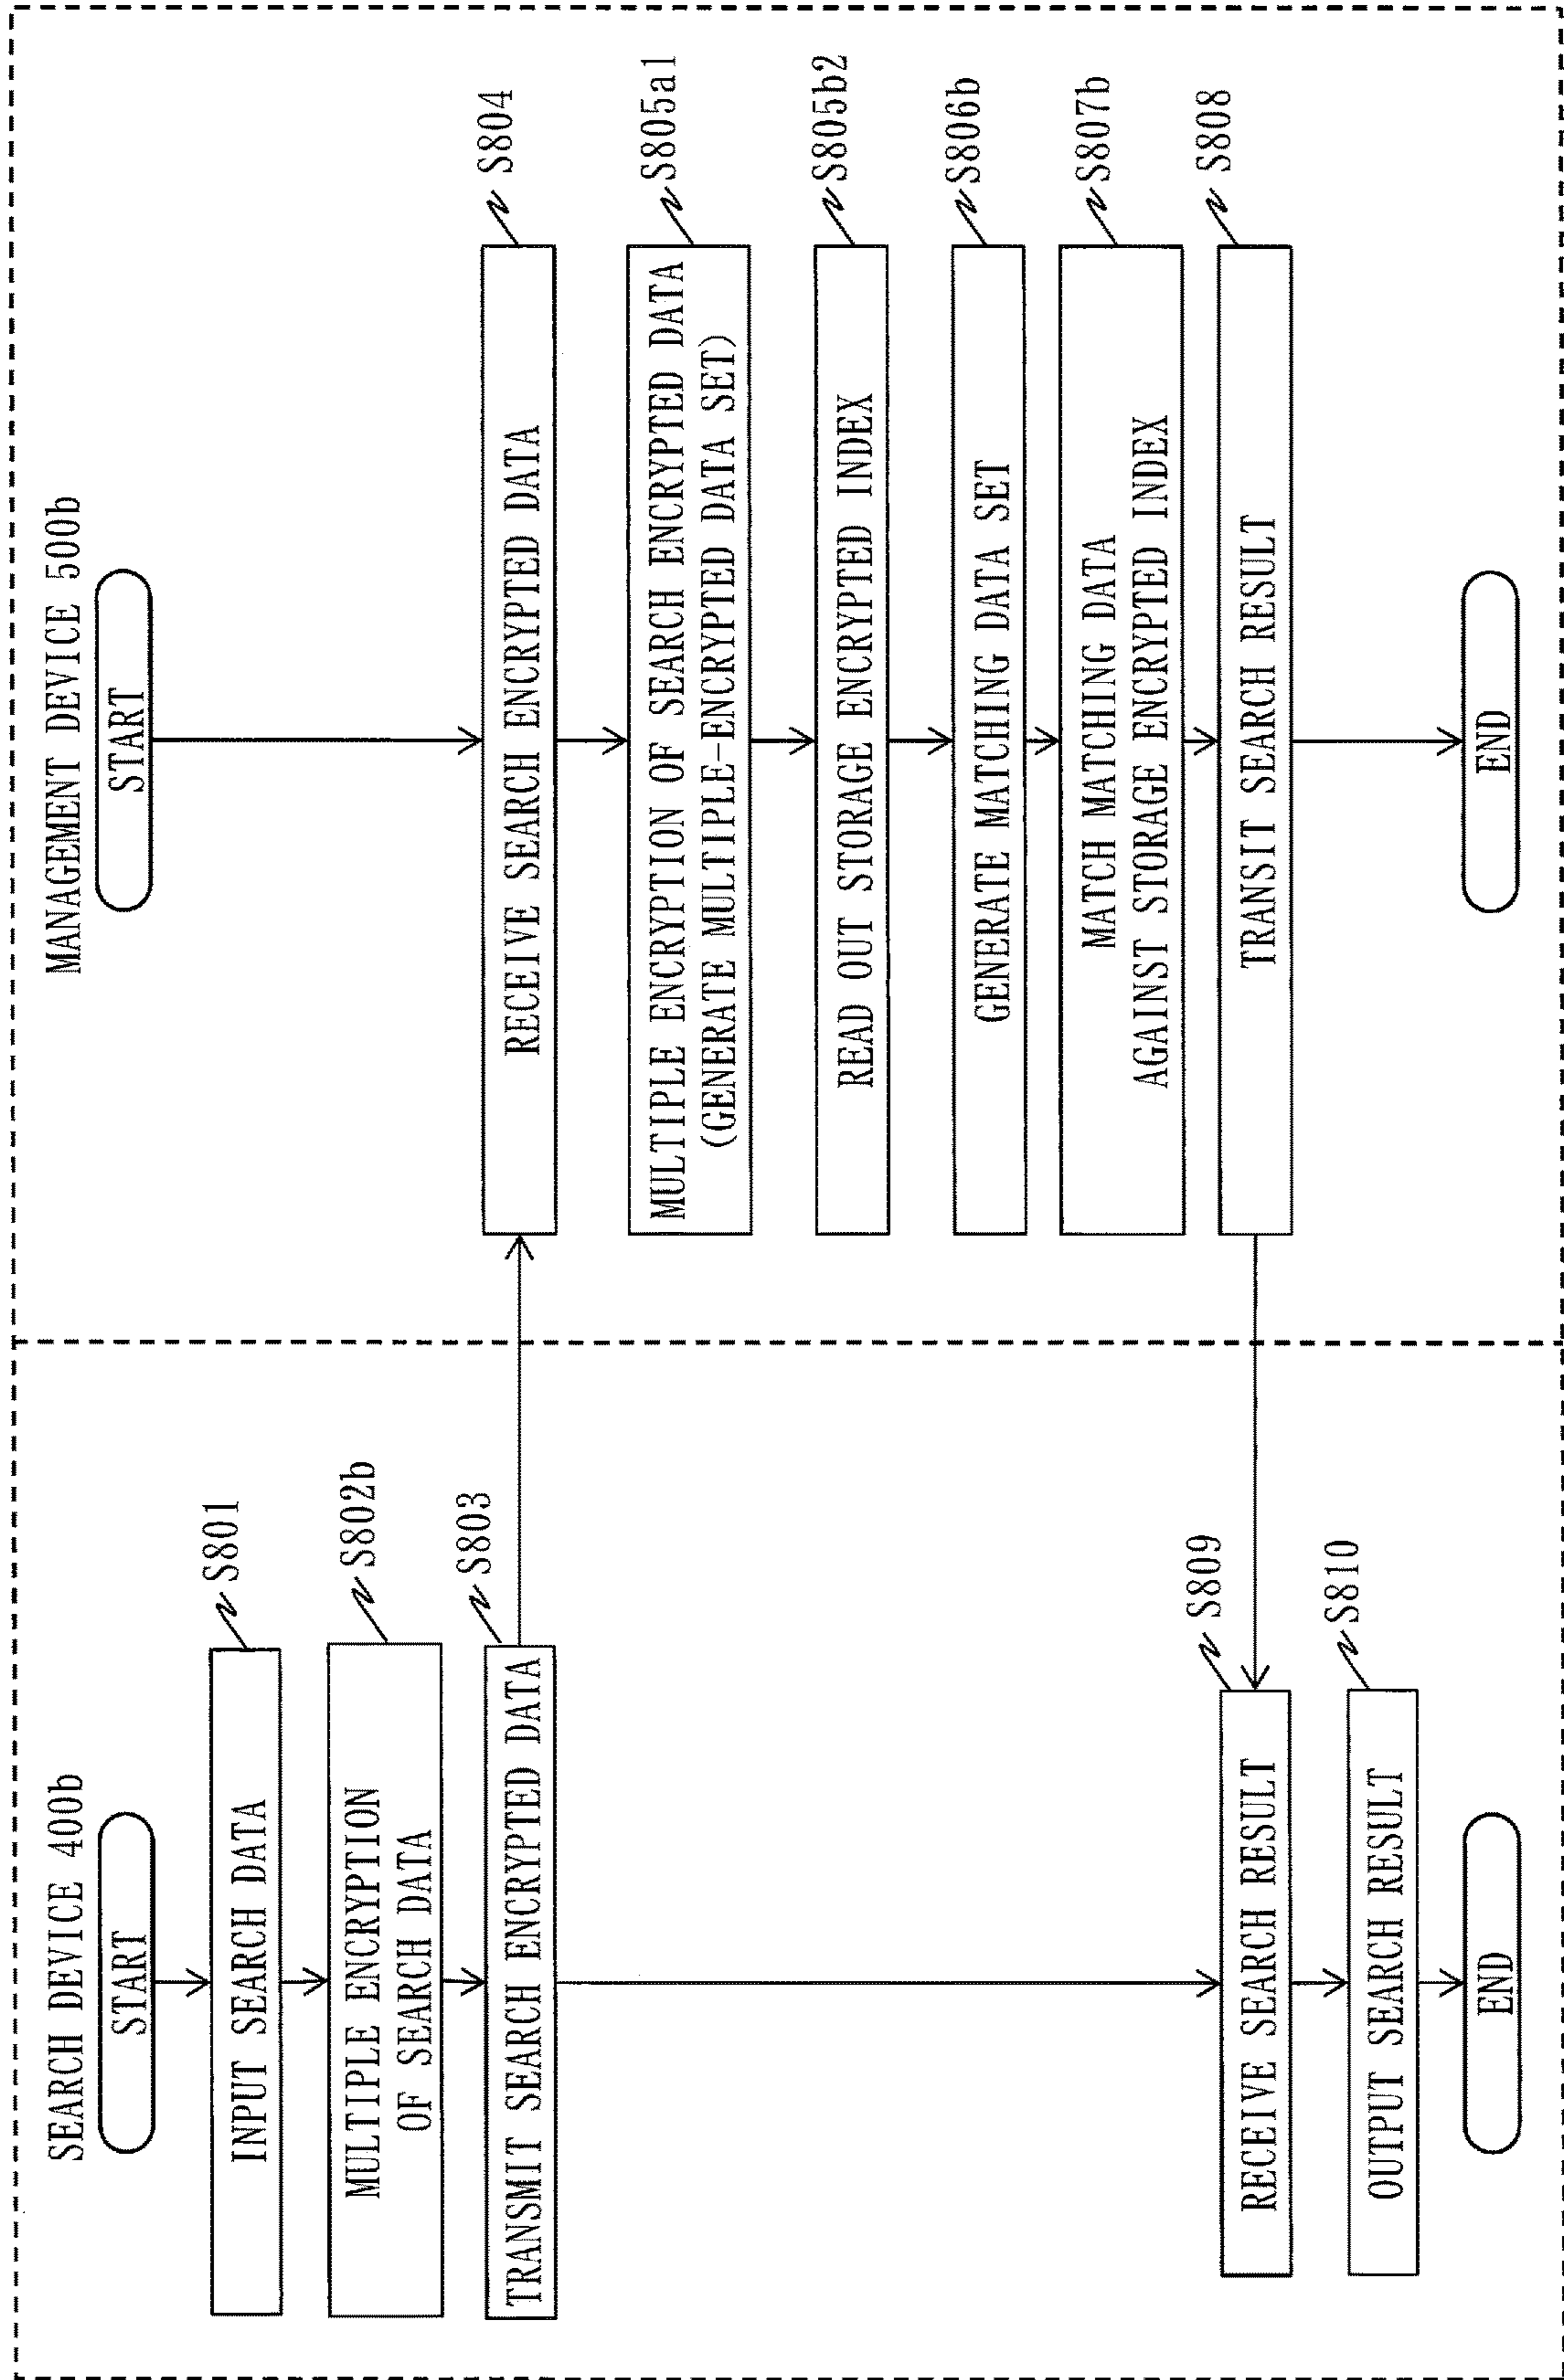 SEARCH DEVICE 400b
START
INPUT SEARCH DATA
S801
MULTIPLE ENCRYPTION
OF SEARCH DATA
S802b
TRANSMIT SEARCH ENCRYPTED DATA
S803
RECEIVE SEARCH RESULT
S809
OUTPUT SEARCH RESULT
S810
END
MANAGEMENT DEVICE 500b
START
RECEIVE SEARCH ENCRYPTED DATA
S804
MULTIPLE ENCRYPTION OF SEARCH ENCRYPTED DATA
(GENERATE MULTIPLE-ENCRYPTED DATA SET)
S805a1
READ OUT STORAGE ENCRYPTED INDEX
S805b2
GENERATE MATCHING DATA SET
S806b
MATCH MATCHING DATA
AGAINST STORAGE ENCRYPTED INDEX
S807b
TRANSIT SEARCH RESULT
S808
END